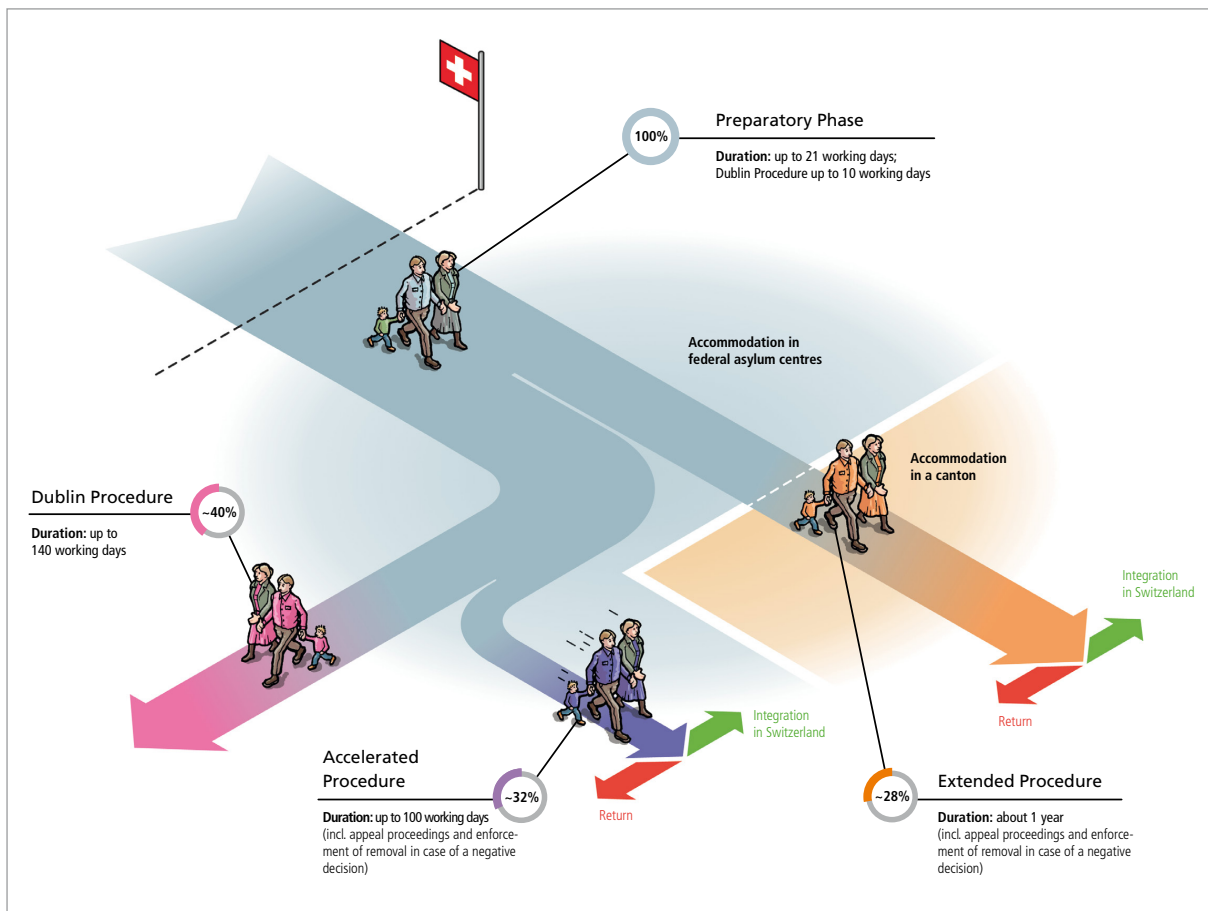 100%
Preparatory Phase
Duration: up to 21 working days;
Dublin Procedure up to 10 working days
Accommodation in
federal asylum centres
Accommodation
in a canton
Dublin Procedure
~40%
Duration: up to
140 working days
Integration
in Switzerland
Return
Integration
in Switzerland
Return
Accelerated
Procedure
~32%
Duration: up to 100 working days
(incl. appeal proceedings and enforce-
ment of removal in case of a negative
decision)
~28%
Extended Procedure
Duration: about 1 year
(incl. appeal proceedings and enforce-
ment of removal in case of a negative
decision)